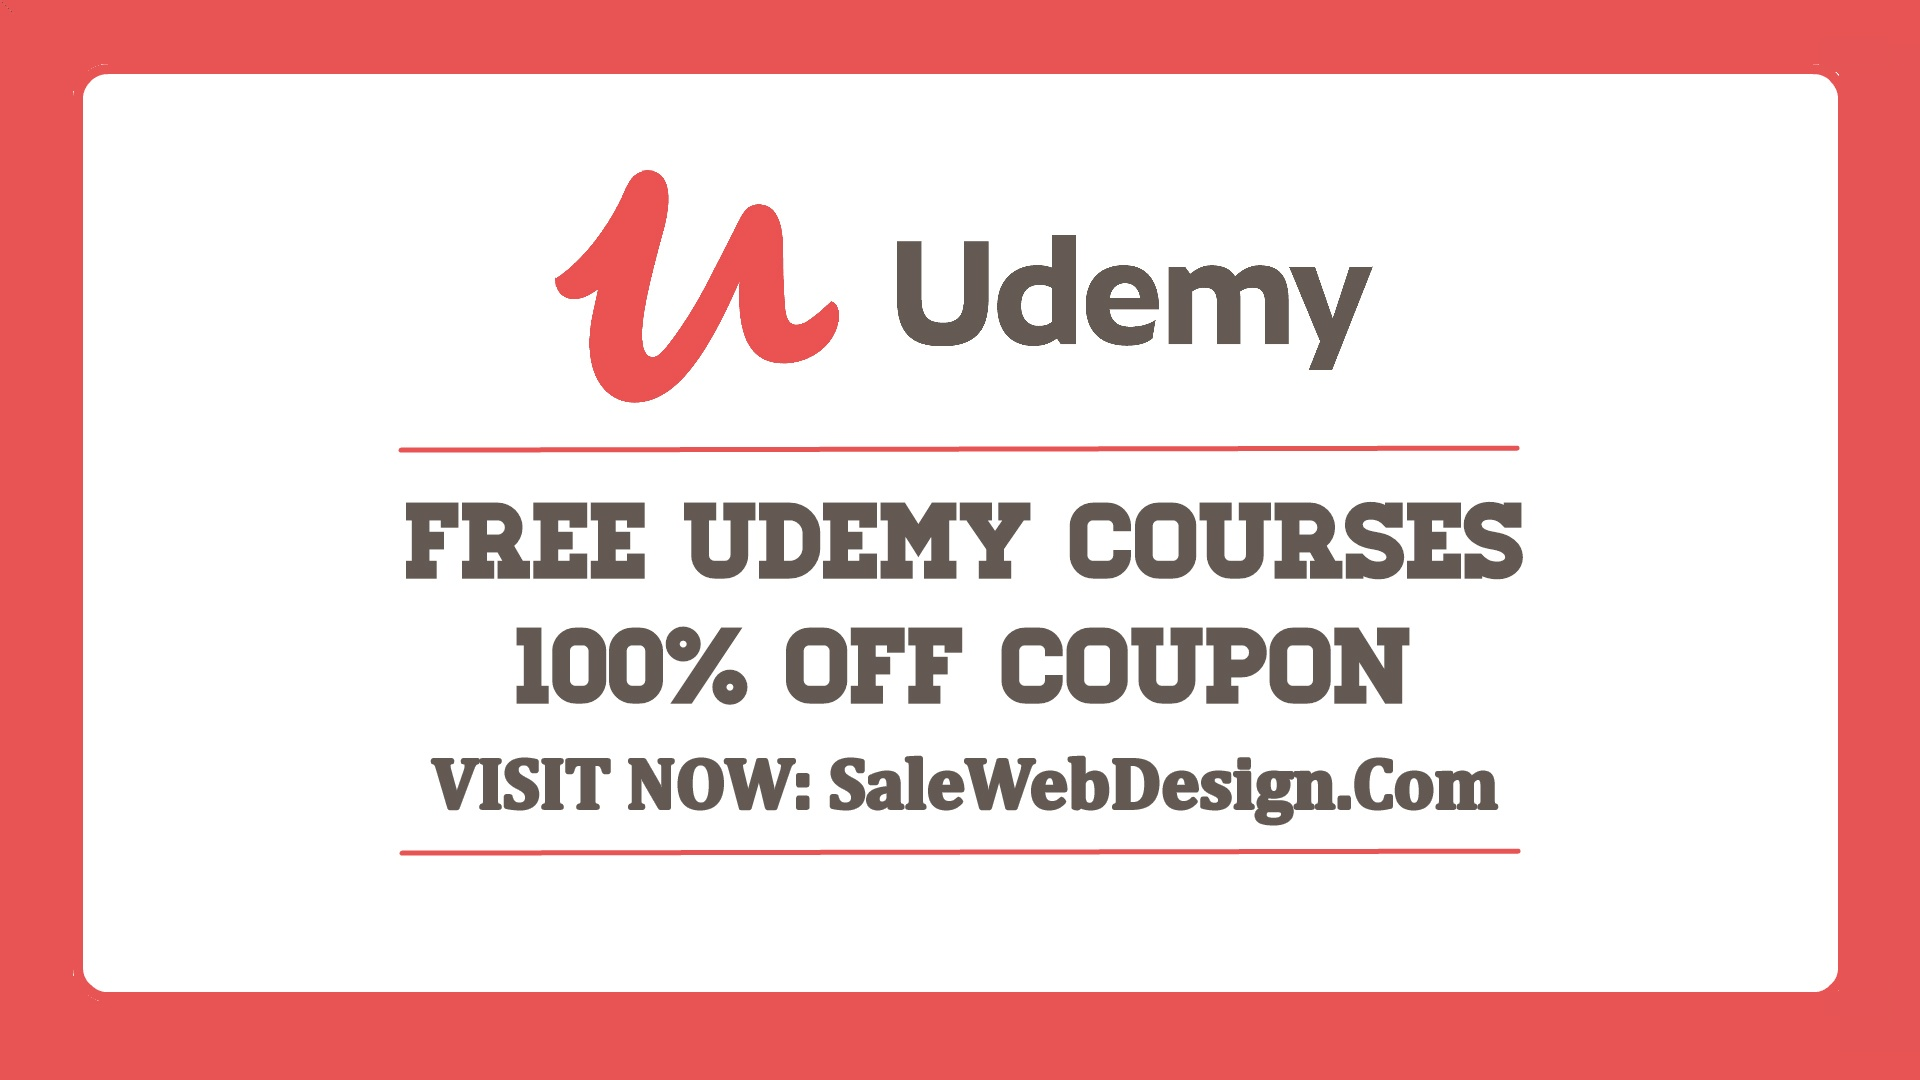 Udemy
FREE UDEMY COURSES
100% OFF COUPON
VISIT NOW: SaleWebDesign.Com